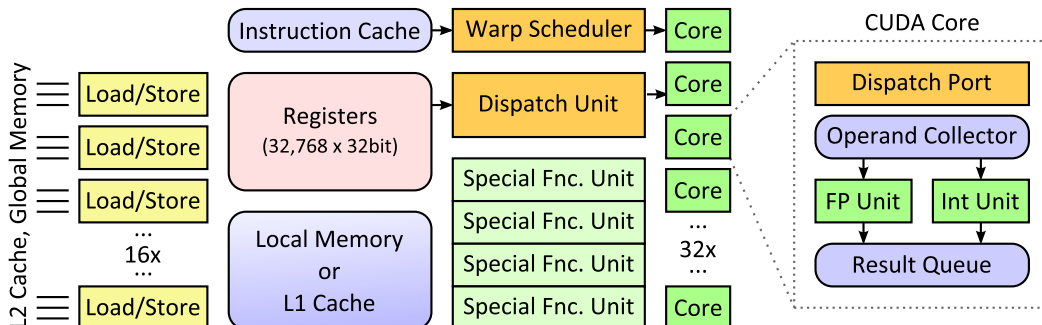 L2 Cache, Global Memory
Load/Store
Load/Store
Load/Store
...
16x
...
Load/Store
Instruction Cache
Registers
(32,768 x 32bit)
Local Memory
or
L1 Cache
Warp Scheduler
Dispatch Unit
Special Fnc. Unit
Special Fnc. Unit
Special Fnc. Unit
Special Fnc. Unit
Core
Core
Core
Core
...
32x
...
Core
CUDA Core
Dispatch Port
Operand Collector
FP Unit
Int Unit
Result Queue